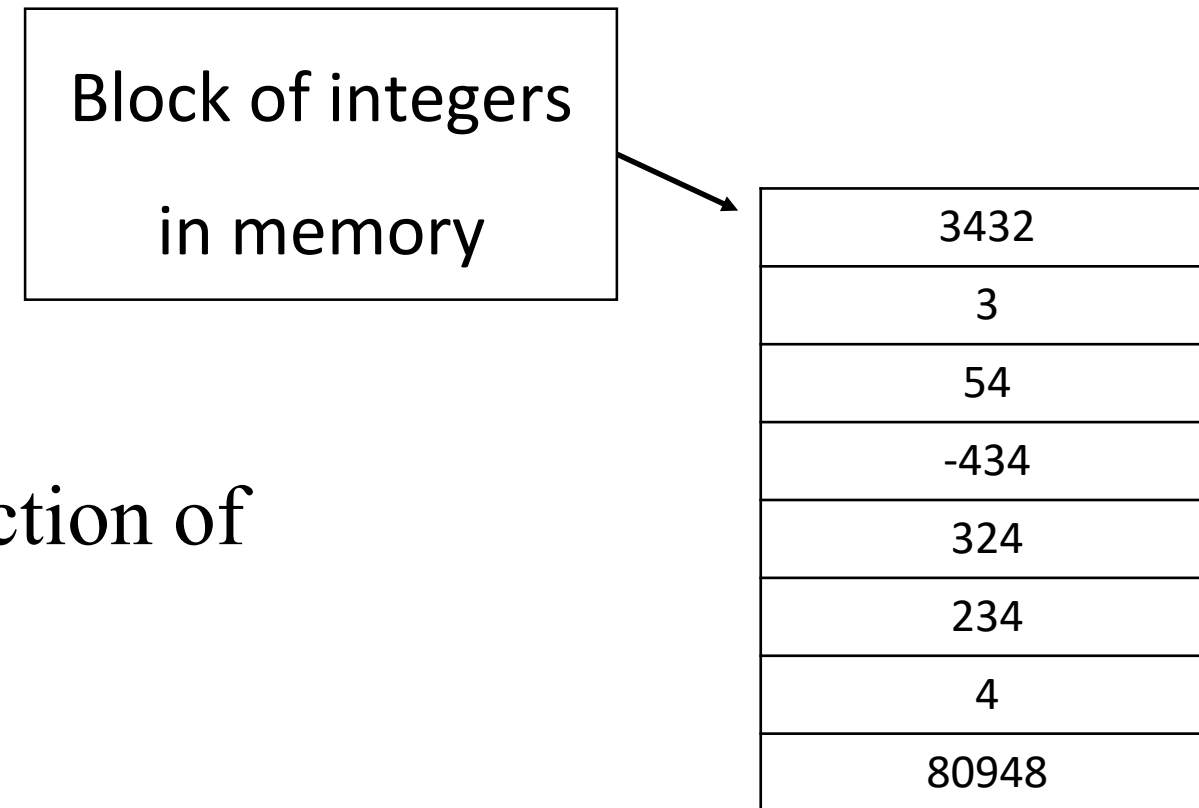 Block of integers
in memory
3432
3
54
-434
ction of
324
234
4
80948